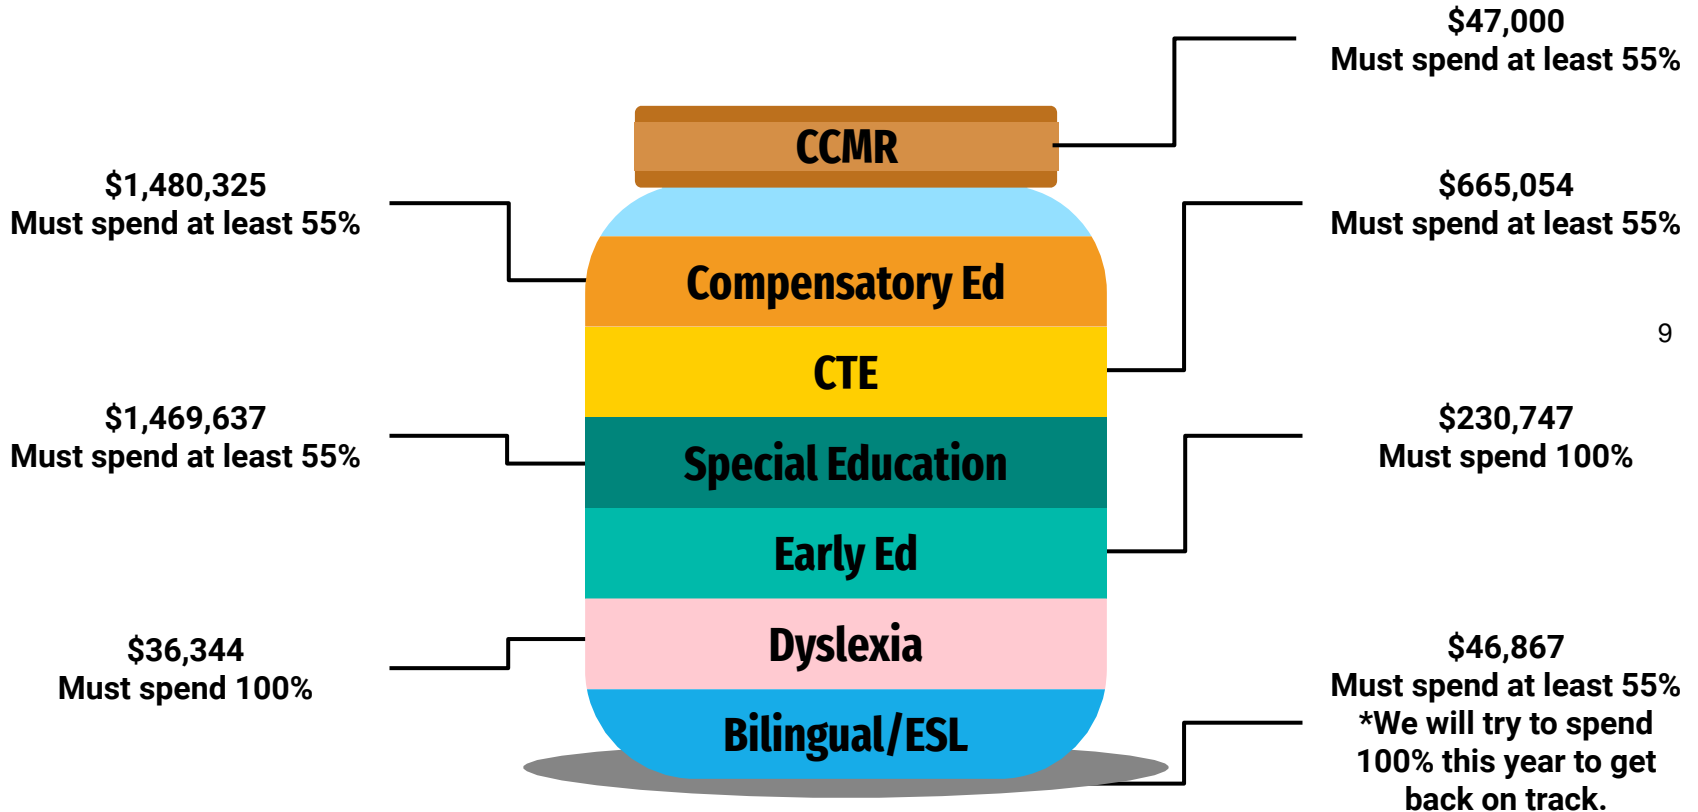 $47,000
Must spend at least 55%
CCMR
$1,480,325
Must spend at least 55%
$665,054
Must spend at least 55%
Compensatory Ed
9
CTE
$1,469,637
Must spend at least 55%
$230,747
Must spend 100%
Special Education
Early Ed
$36,344
Must spend 100%
Dyslexia
$46,867
Must spend at least 55%
*We will try to spend
100% this year to get
back on track.
Bilingual/ESL